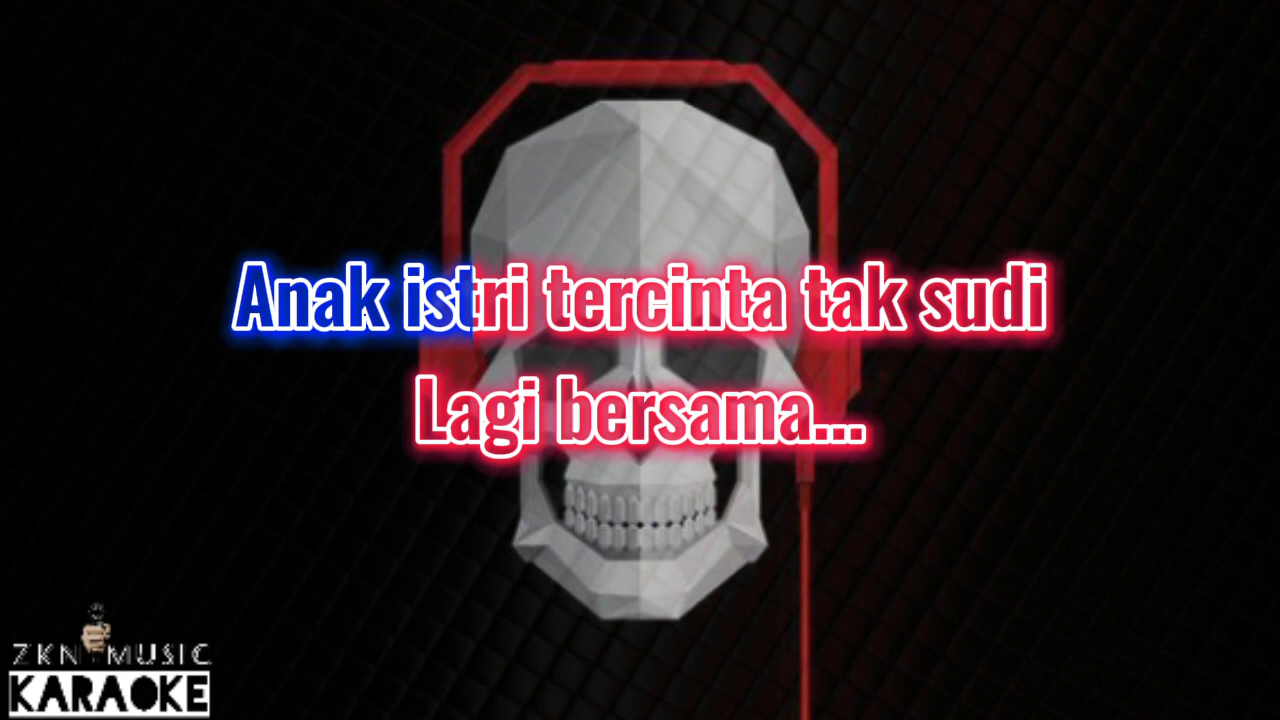 Anak istri tercinta tak sudi
Lagi bersama...
ZKN MUSIC
KARAOKE